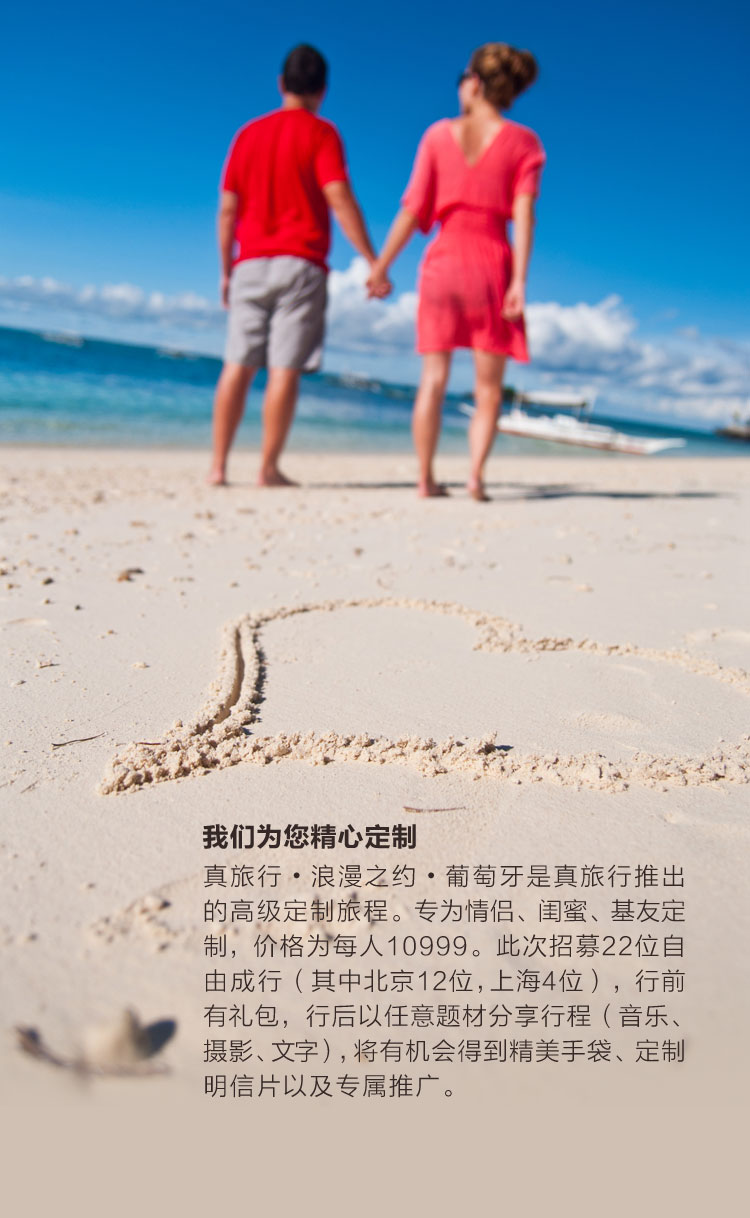 我们为您精心定制
真旅行·浪漫之约·葡萄牙是真旅行推出
的高级定制旅程。专为情侣、闺蜜、基友定
制，价格为每人10999。此次招募22位自
由成行（其中北京12位,上海4位），行前
有礼包，行后以任意题材分享行程（音乐、
摄影、文字），将有机会得到精美手袋、定制
明信片以及专属推广。